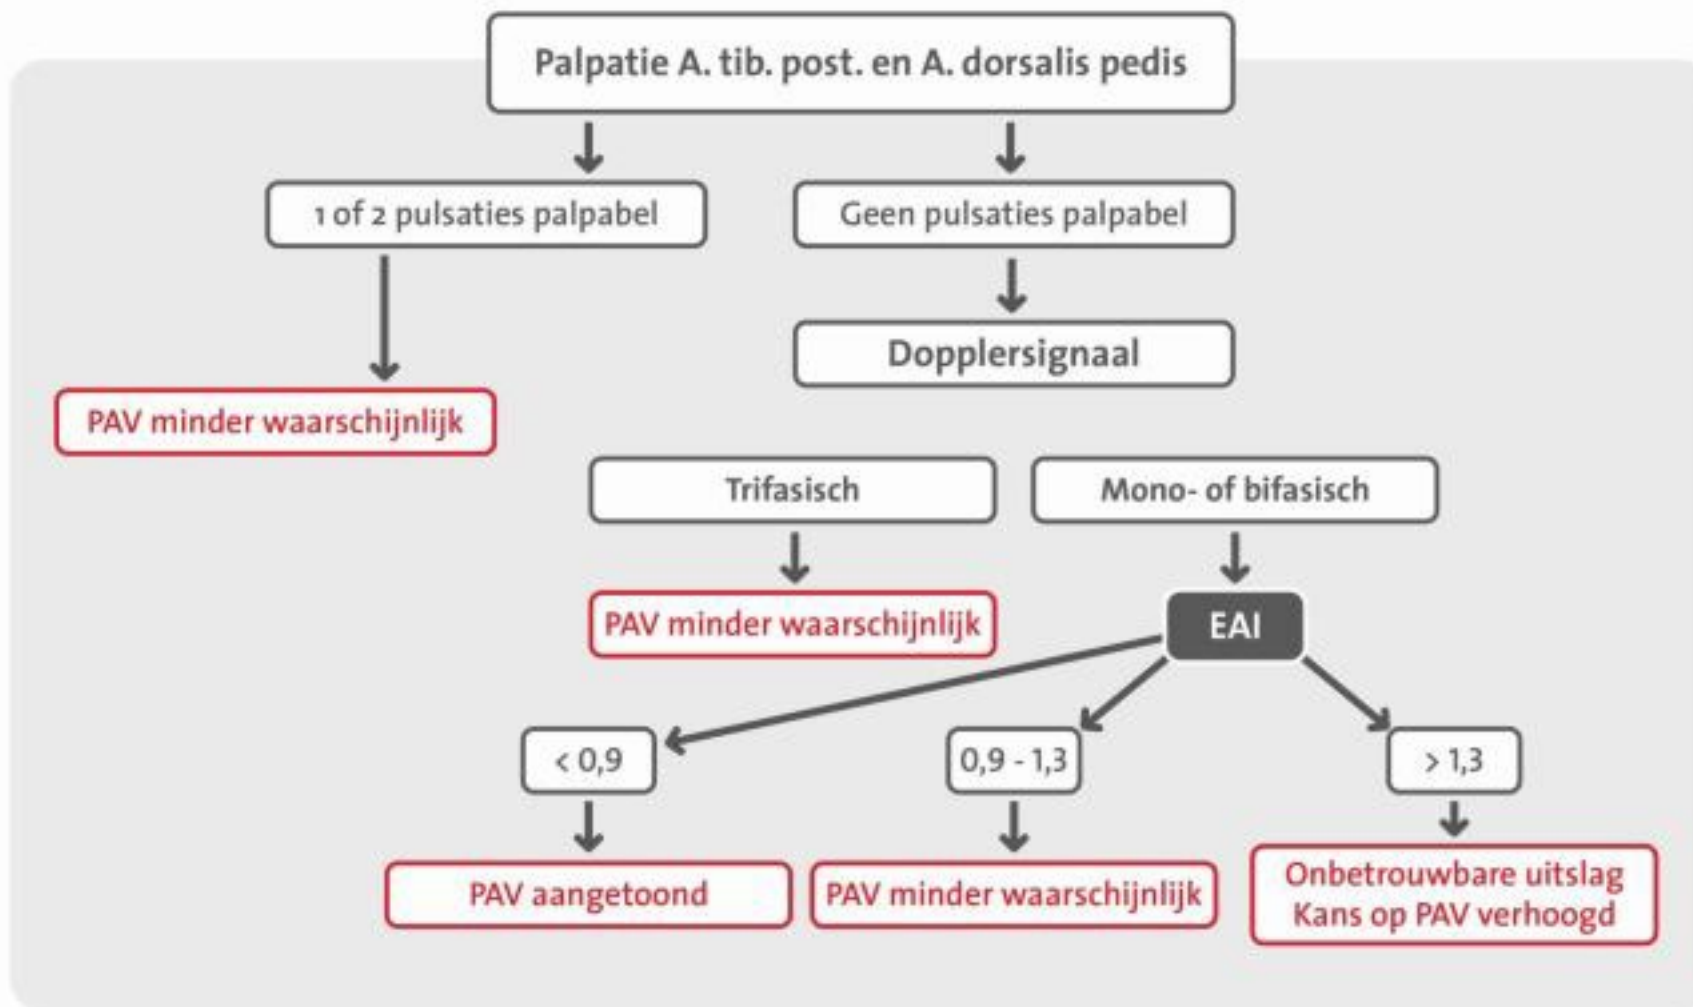 Palpatie A. tib. post. en A. dorsalis pedis
1 of 2 pulsaties palpabel
Geen pulsaties palpabel
Dopplersignaal
PAV minder waarschijnlijk
Trifasisch
Mono- of bifasisch
PAV minder waarschijnlijk
EAI
< 0,9
0,9 - 1,3
> 1,3
PAV aangetoond
PAV minder waarschijnlijk
Onbetrouwbare uitslag
Kans op PAV verhoogd